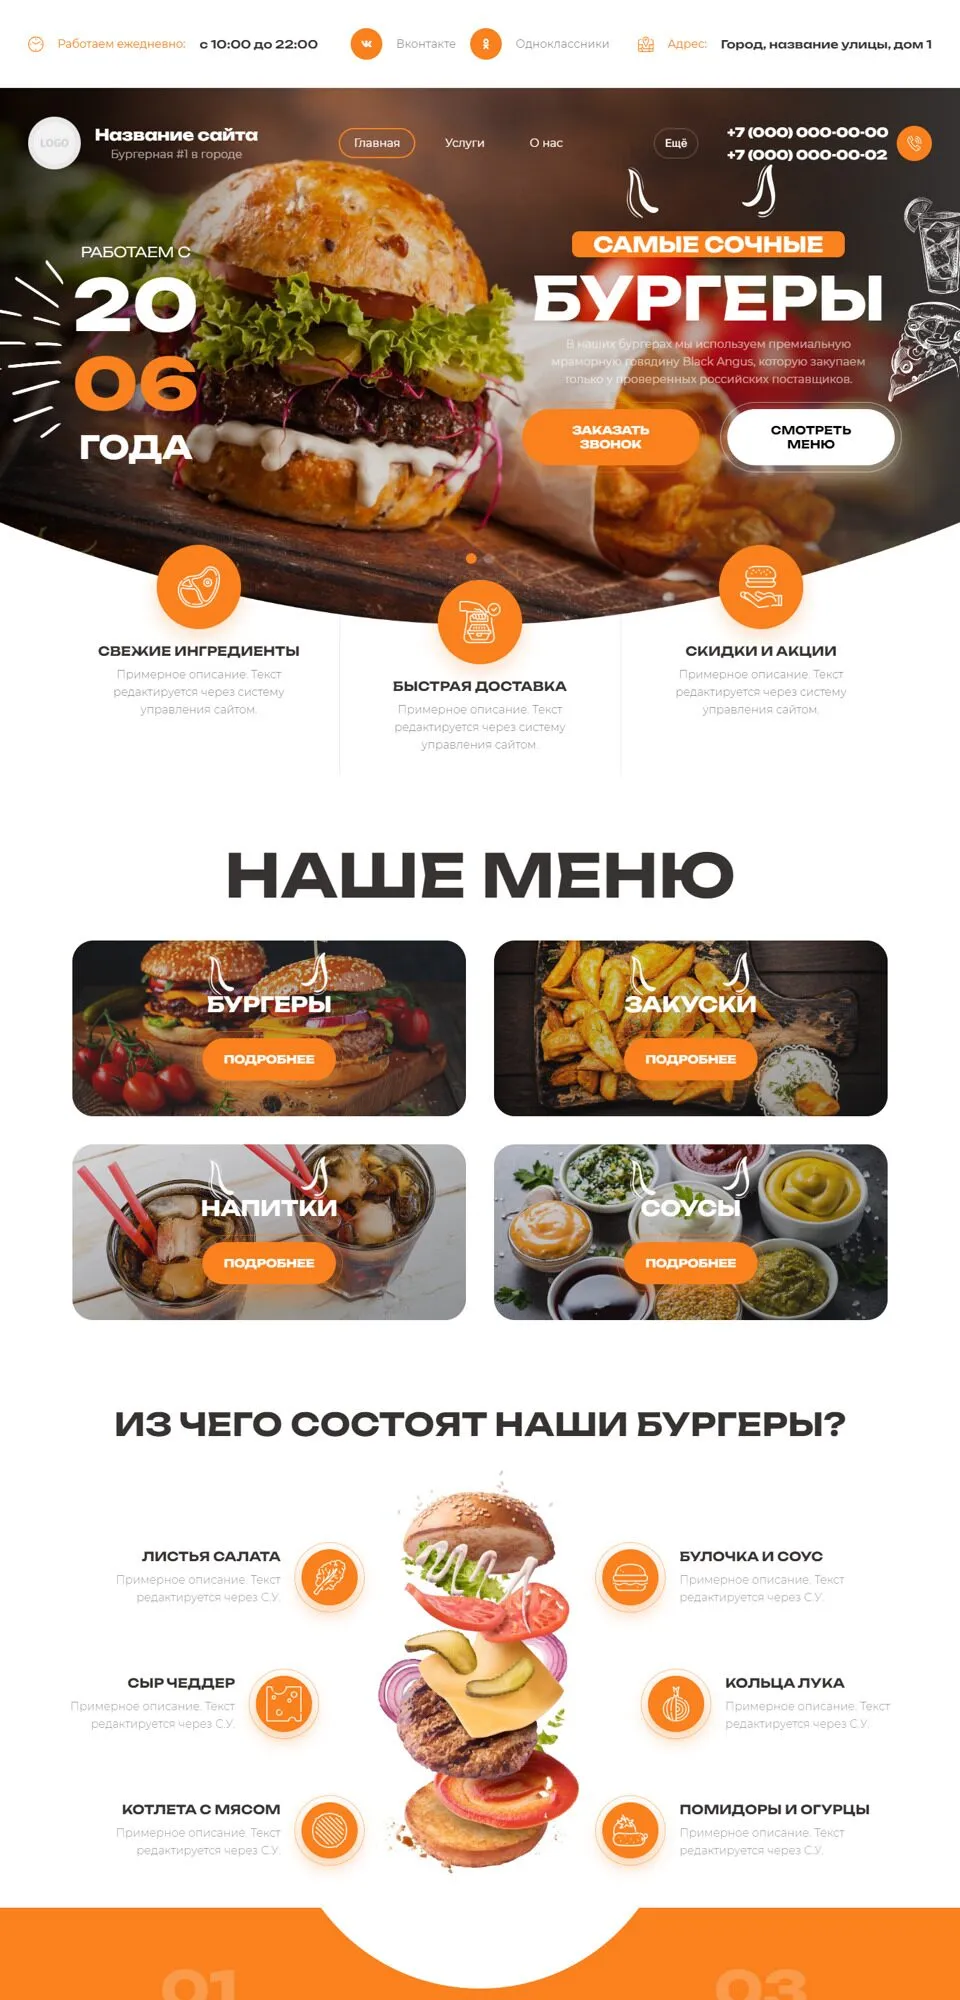 Работаем ежедневно: с 10:00 до 22:00
Вконтакте
Одноклассники
Адрес: Город, название улицы, дом 1
LOGO
Название сайта
Бургерная #1 в городе
Главная
Услуги
О нас
Ещё
+7 (000) 000-00-00
+7 (000) 000-00-02
РАБОТАЕМ С
20
06
ГОДА
САМЫЕ СОЧНЫЕ
БУРГЕРЫ
В наших бургерах мы используем премиальную
мраморную говядину Black Angus, которую закупаем
только у проверенных российских поставщиков.
ЗАКАЗАТЬ
ЗВОНОК
СМОТРЕТЬ
МЕНЮ
СВЕЖИЕ ИНГРЕДИЕНТЫ
Примерное описание. Текст
редактируется через систему
управления сайтом.
БЫСТРАЯ ДОСТАВКА
Примерное описание. Текст
редактируется через систему
управления сайтом.
СКИДКИ И АКЦИИ
Примерное описание. Текст
редактируется через систему
управления сайтом.
НАШЕ МЕНЮ
БУРГЕРЫ
ПОДРОБНЕЕ
ЗАКУСКИ
ПОДРОБНЕЕ
НАПИТКИ
ПОДРОБНЕЕ
СОУСЫ
ПОДРОБНЕЕ
ИЗ ЧЕГО СОСТОЯТ НАШИ БУРГЕРЫ?
ЛИСТЬЯ САЛАТА
Примерное описание. Текст
редактируется через С.У.
БУЛОЧКА И СОУС
Примерное описание. Текст
редактируется через С.У.
СЫР ЧЕДДЕР
Примерное описание. Текст
редактируется через С.У.
КОЛЬЦА ЛУКА
Примерное описание. Текст
редактируется через С.У.
КОТЛЕТА С МЯСОМ
Примерное описание. Текст
редактируется через С.У.
ПОМИДОРЫ И ОГУРЦЫ
Примерное описание. Текст
редактируется через С.У.
01
03